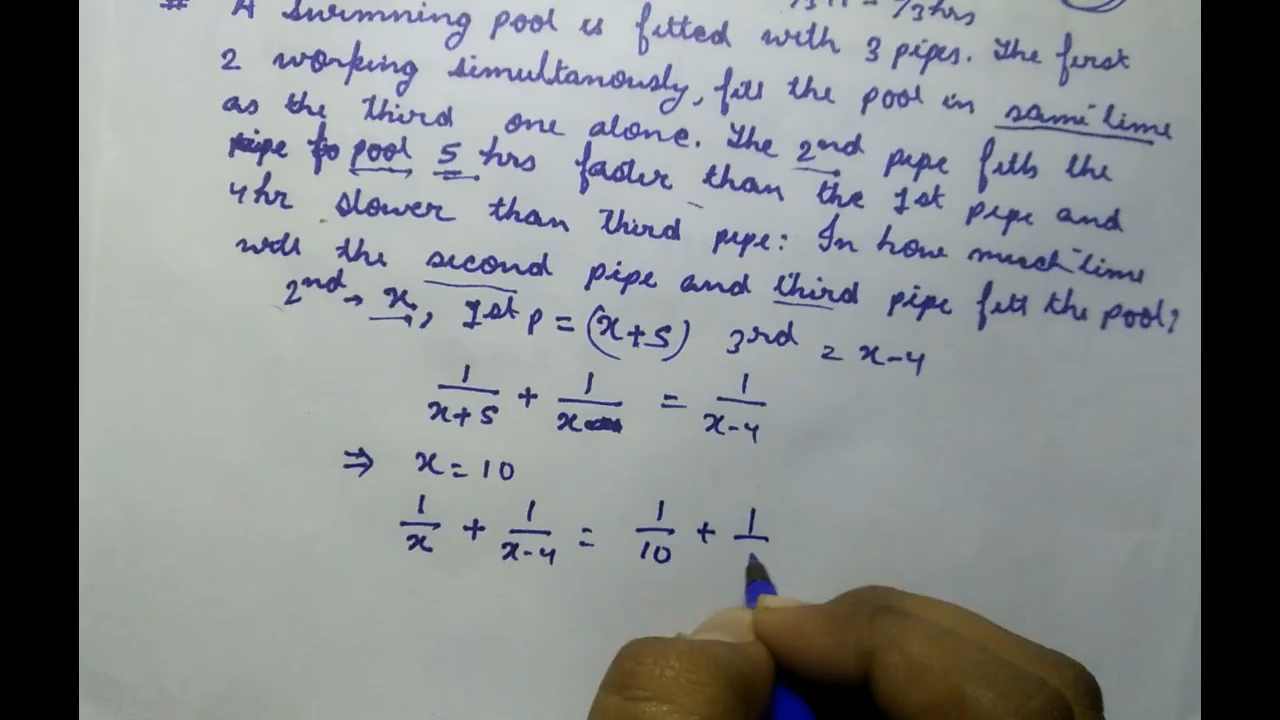 /3 hrs
# A Swimming pool is fitted with 3 pipes. The first
2 working simultanously, fill the pool in same time
as the third one alone. The 2nd pipe fills the
pool 5 hrs faster than the 1st pipe and
4hr slower than third pipe: In how much time
will the second pipe and third pipe fill the pool?
2nd → x, 1st p = (x+5) 3rd = x-4
1/x+5 + 1/x = 1/x-4
⇒ x = 10
1/x + 1/x-4 = 1/10 + 1/